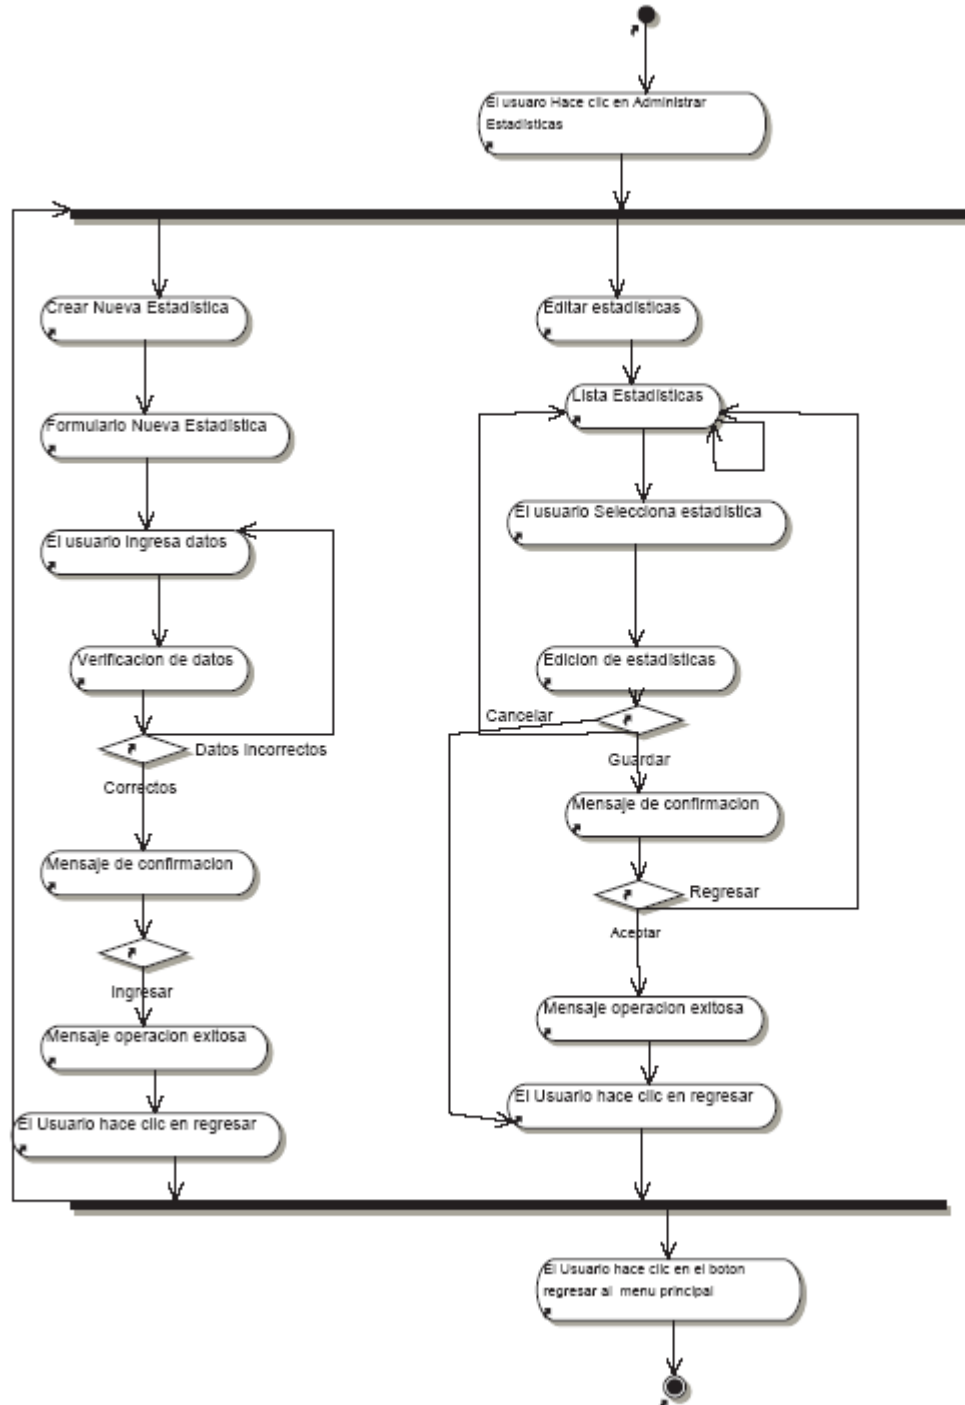 El usuaro Hace clic en Administrar
Estadisticas
Crear Nueva Estadistica
Formulario Nueva Estadistica
El usuario ingresa datos
Verificacion de datos
Datos incorrectos
Correctos
Mensaje de confirmacion
Ingresar
Mensaje operacion exitosa
El Usuario hace clic en regresar
Editar estadisticas
Lista Estadisticas
El usuario Selecciona estadistica
Edicion de estadisticas
Cancelar
Guardar
Mensaje de confirmacion
Regresar
Aceptar
Mensaje operacion exitosa
El Usuario hace clic en regresar
El Usuario hace clic en el boton
regresar al menu principal